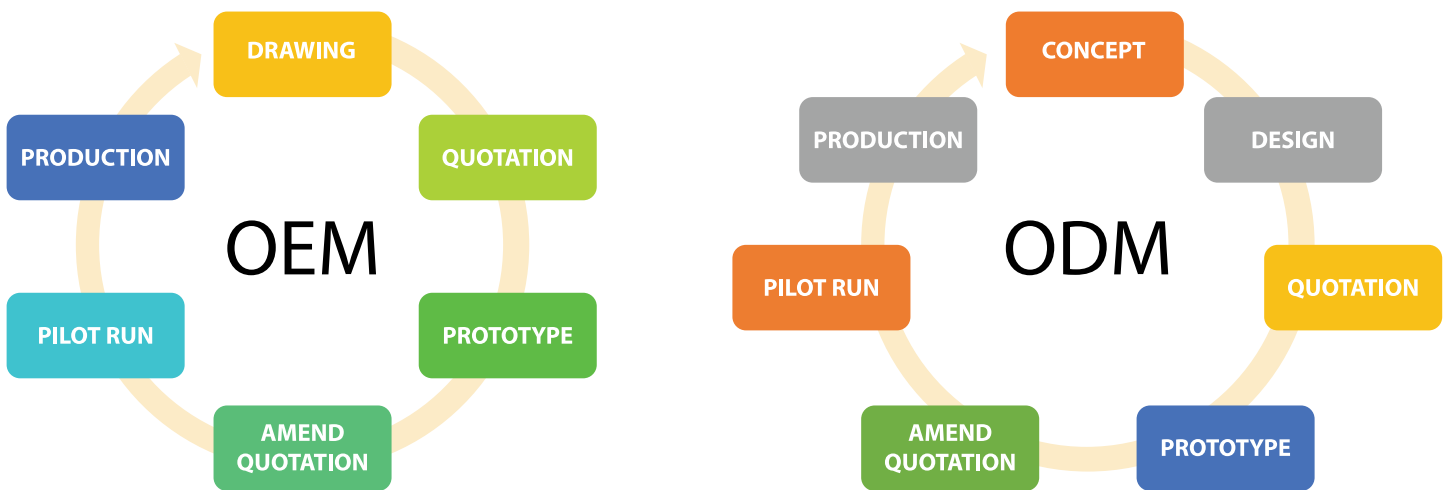 OEM
DRAWING
QUOTATION
PROTOTYPE
AMEND
QUOTATION
PILOT RUN
PRODUCTION
ODM
CONCEPT
DESIGN
QUOTATION
PROTOTYPE
AMEND
QUOTATION
PILOT RUN
PRODUCTION